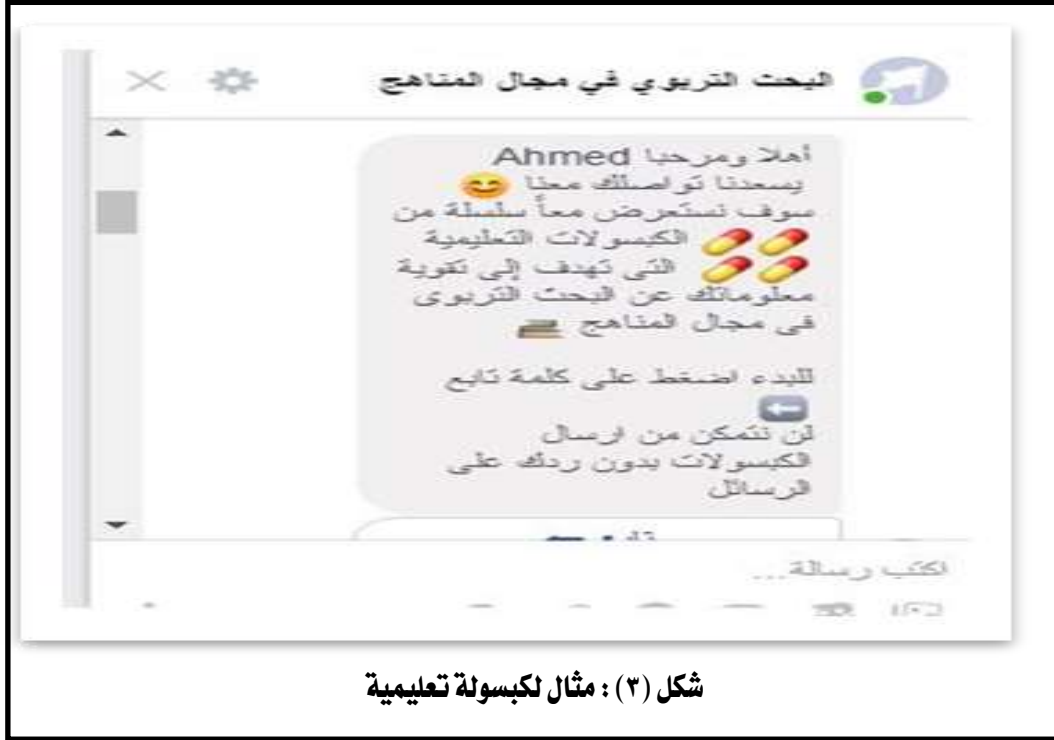 البحث التربوي في مجال المناهج
أهلا ومرحبا Ahmed
يسعدنا تواصلك معنا 😊
سوف نستعرض معاً سلسلة من
💊💊 الكبسولات التعليمية
💊💊 التى تهدف إلى تقوية
معلوماتك عن البحث التربوى
فى مجال المناهج 📚
للبدء اضغط على كلمة تابع
⬅️
لن نتمكن من ارسال
الكبسولات بدون ردك على
الرسائل
اكتب رسالة...
شكل (٣) : مثال لكبسولة تعليمية